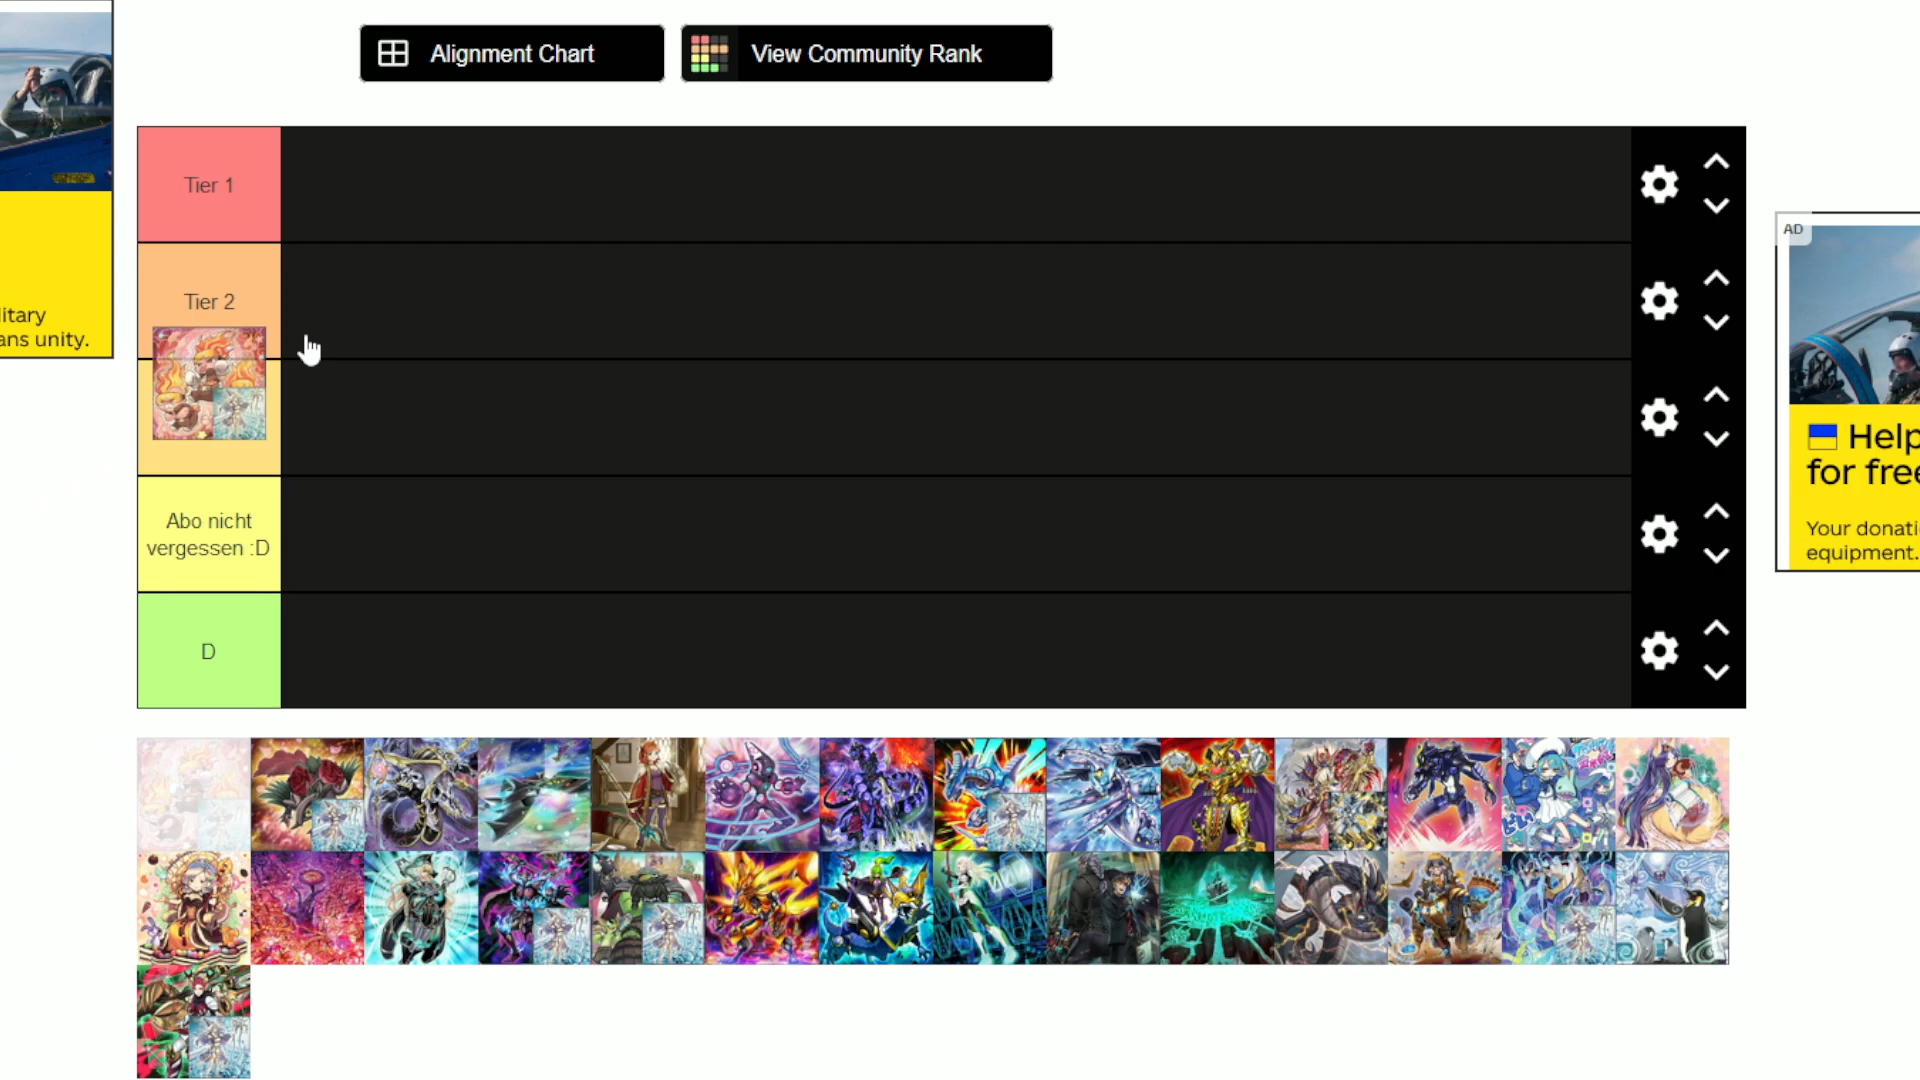 Alignment Chart
View Community Rank
Tier 1
Tier 2
Abo nicht
vergessen :D
D
litary
ans unity.
AD
Help
for free
Your donati
equipment.